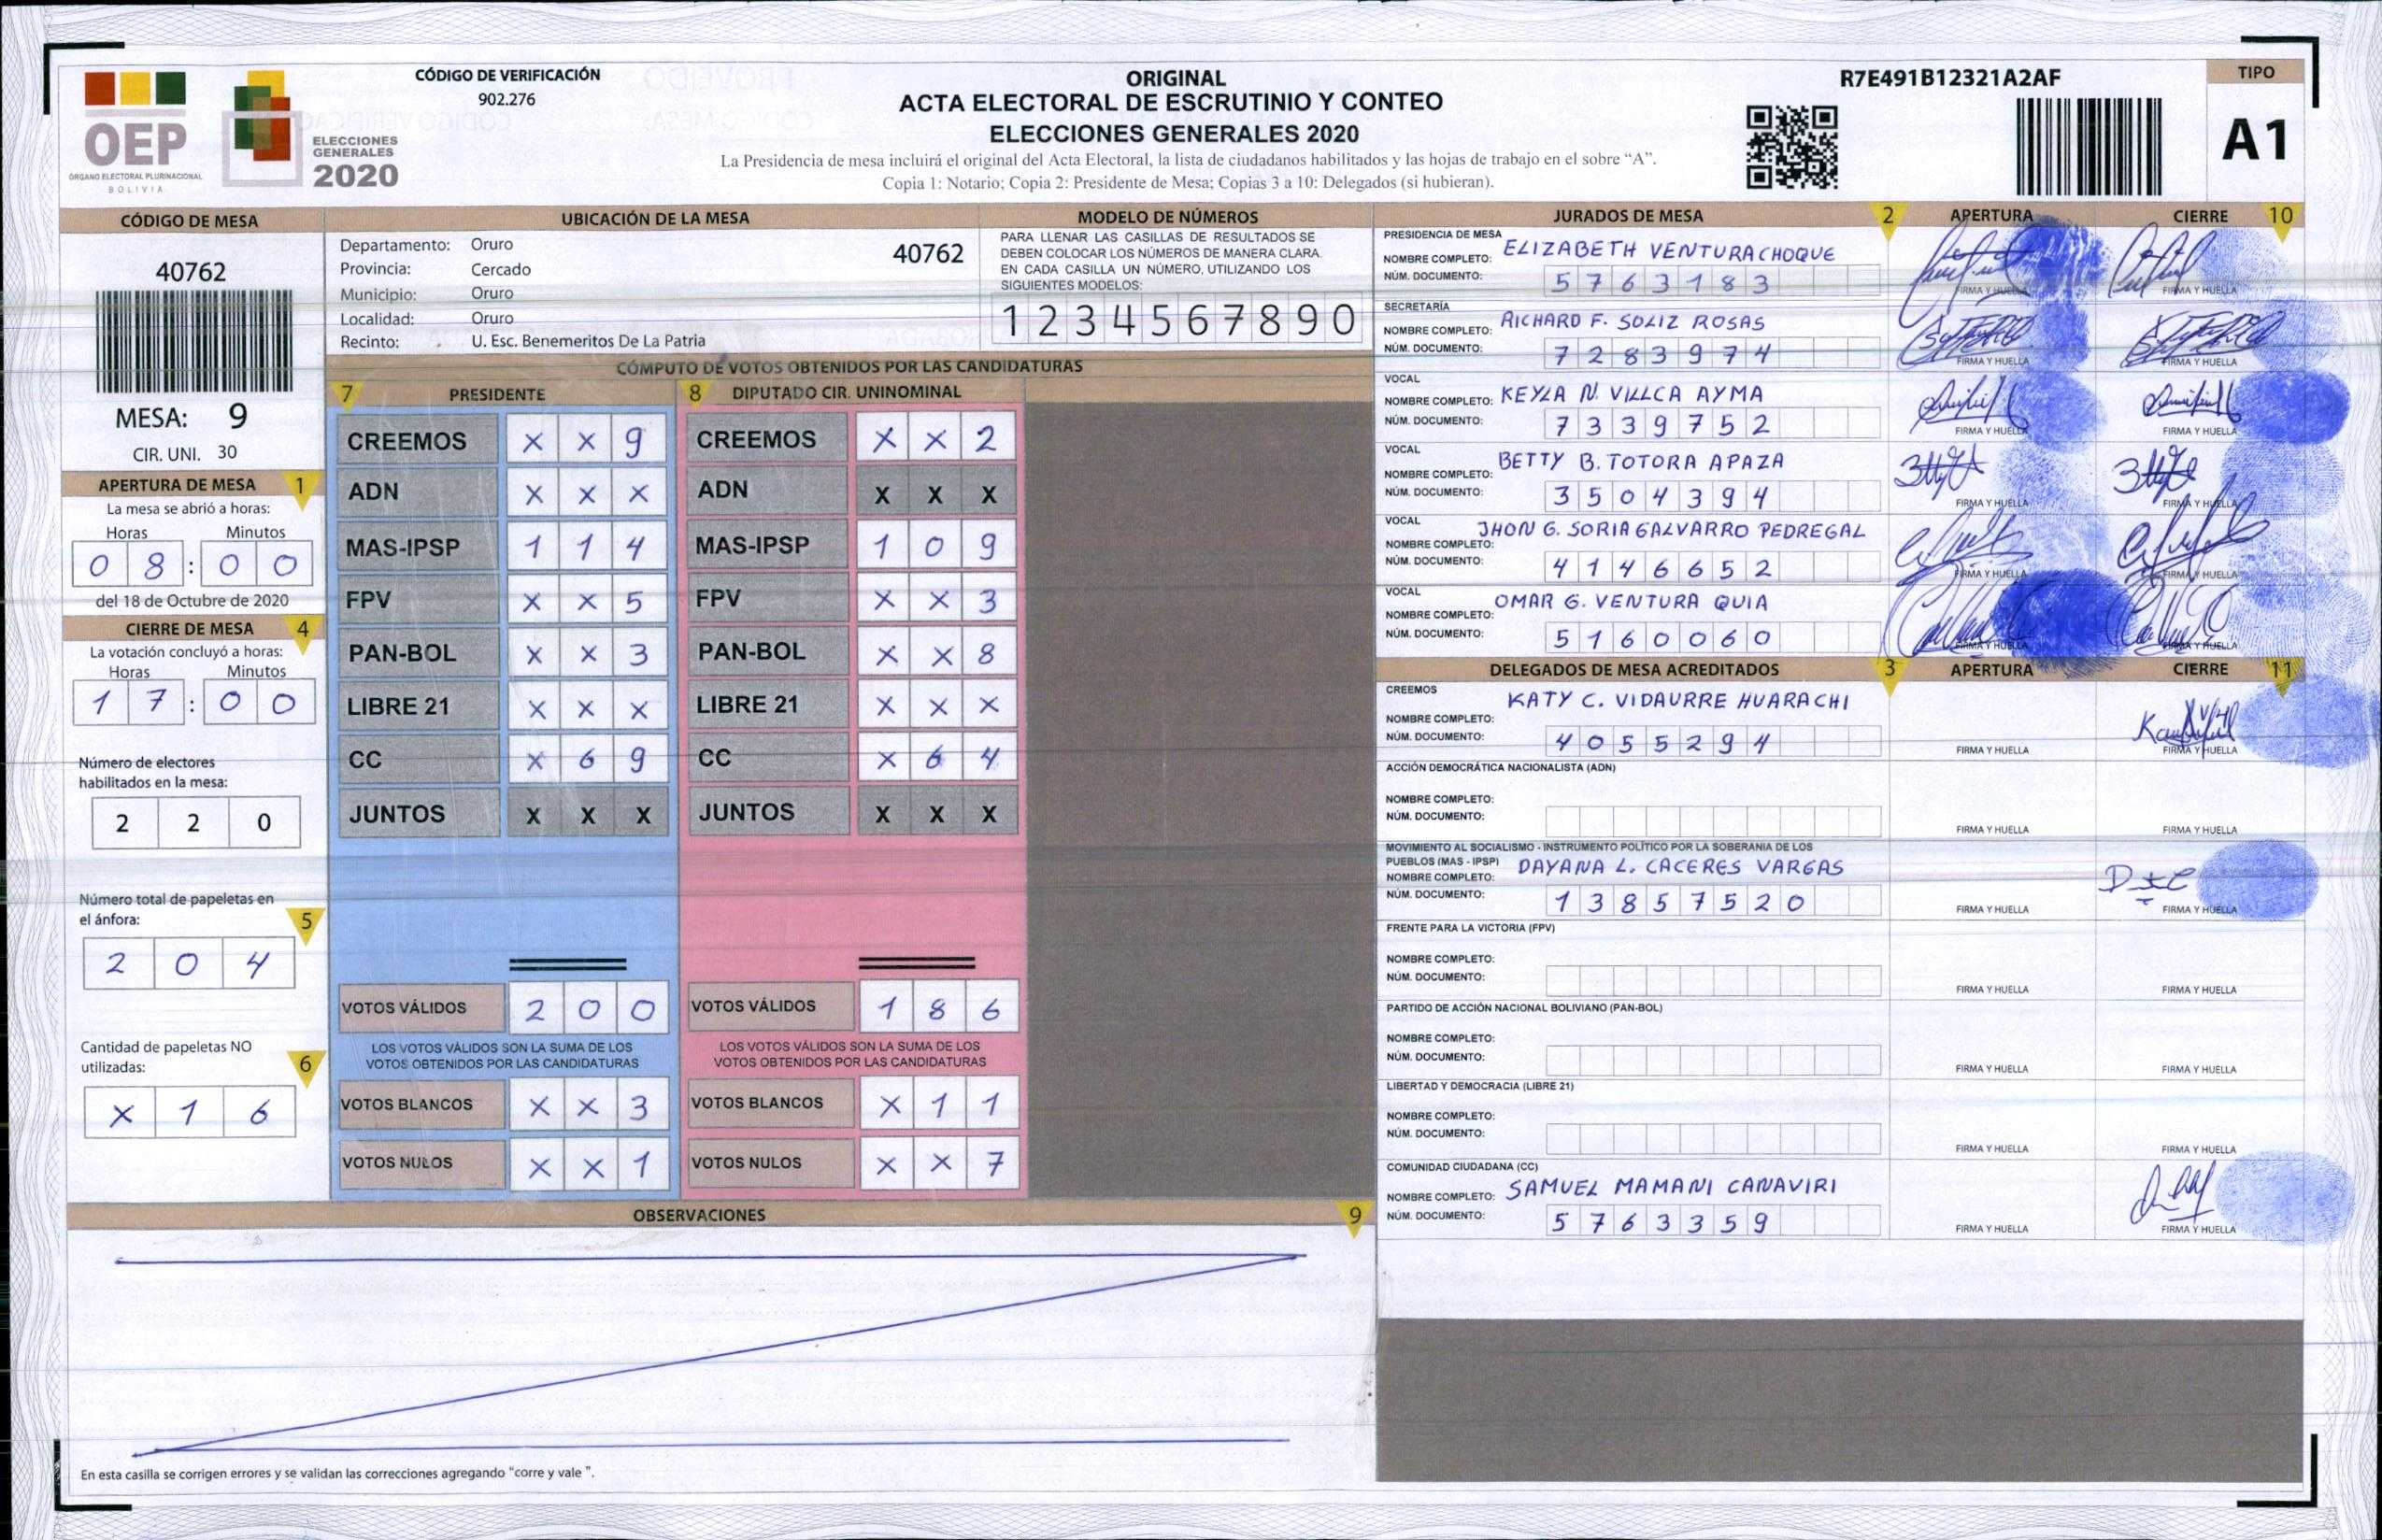 OEP
ÓRGANO ELECTORAL PLURINACIONAL
BOLIVIA
ELECCIONES
GENERALES
2020
CÓDIGO DE VERIFICACIÓN
902.276
ORIGINAL
ACTA ELECTORAL DE ESCRUTINIO Y CONTEO
ELECCIONES GENERALES 2020
La Presidencia de mesa incluirá el original del Acta Electoral, la lista de ciudadanos habilitados y las hojas de trabajo en el sobre “A”.
Copia 1: Notario; Copia 2: Presidente de Mesa; Copias 3 a 10: Delegados (si hubieran).
R7E491B12321A2AF
TIPO
A1
CÓDIGO DE MESA
40762
MESA: 9
CIR. UNI. 30
APERTURA DE MESA 1
La mesa se abrió a horas:
Horas Minutos
0 8 : 0 0
del 18 de Octubre de 2020
CIERRE DE MESA 4
La votación concluyó a horas:
Horas Minutos
1 7 : 0 0
Número de electores
habilitados en la mesa:
2 2 0
Número total de papeletas en
el ánfora: 5
2 0 4
Cantidad de papeletas NO
utilizadas: 6
X 1 6
UBICACIÓN DE LA MESA
Departamento: Oruro 40762
Provincia: Cercado
Municipio: Oruro
Localidad: Oruro
Recinto: U. Esc. Benemeritos De La Patria
MODELO DE NÚMEROS
PARA LLENAR LAS CASILLAS DE RESULTADOS SE
DEBEN COLOCAR LOS NÚMEROS DE MANERA CLARA.
EN CADA CASILLA UN NÚMERO, UTILIZANDO LOS
SIGUIENTES MODELOS:
1 2 3 4 5 6 7 8 9 0
CÓMPUTO DE VOTOS OBTENIDOS POR LAS CANDIDATURAS
7 PRESIDENTE
CREEMOS X X 9
ADN X X X
MAS-IPSP 1 1 4
FPV X X 5
PAN-BOL X X 3
LIBRE 21 X X X
CC X 6 9
JUNTOS X X X
VOTOS VÁLIDOS 2 0 0
LOS VOTOS VÁLIDOS SON LA SUMA DE LOS
VOTOS OBTENIDOS POR LAS CANDIDATURAS
VOTOS BLANCOS X X 3
VOTOS NULOS X X 1
8 DIPUTADO CIR. UNINOMINAL
CREEMOS X X 2
ADN X X X
MAS-IPSP 1 0 9
FPV X X 3
PAN-BOL X X 8
LIBRE 21 X X X
CC X 6 4
JUNTOS X X X
VOTOS VÁLIDOS 1 8 6
LOS VOTOS VÁLIDOS SON LA SUMA DE LOS
VOTOS OBTENIDOS POR LAS CANDIDATURAS
VOTOS BLANCOS X 1 1
VOTOS NULOS X X 7
OBSERVACIONES 9
En esta casilla se corrigen errores y se validan las correcciones agregando “corre y vale ”.
JURADOS DE MESA 2 APERTURA CIERRE 10
PRESIDENCIA DE MESA
NOMBRE COMPLETO: ELIZABETH VENTURA CHOQUE
NÚM. DOCUMENTO: 5 7 6 3 1 8 3
FIRMA Y HUELLA FIRMA Y HUELLA
SECRETARÍA
NOMBRE COMPLETO: RICHARD F. SOLIZ ROSAS
NÚM. DOCUMENTO: 7 2 8 3 9 7 4
FIRMA Y HUELLA FIRMA Y HUELLA
VOCAL
NOMBRE COMPLETO: KEYLA N. VILLCA AYMA
NÚM. DOCUMENTO: 7 3 3 9 7 5 2
FIRMA Y HUELLA FIRMA Y HUELLA
VOCAL
NOMBRE COMPLETO: BETTY B. TOTORA APAZA
NÚM. DOCUMENTO: 3 5 0 4 3 9 4
FIRMA Y HUELLA FIRMA Y HUELLA
VOCAL
NOMBRE COMPLETO: JHON G. SORIA GALVARRO PEDREGAL
NÚM. DOCUMENTO: 4 1 4 6 6 5 2
FIRMA Y HUELLA FIRMA Y HUELLA
VOCAL
NOMBRE COMPLETO: OMAR G. VENTURA QUIA
NÚM. DOCUMENTO: 5 1 6 0 0 6 0
FIRMA Y HUELLA FIRMA Y HUELLA
DELEGADOS DE MESA ACREDITADOS 3 APERTURA CIERRE 11
CREEMOS
NOMBRE COMPLETO: KATY C. VIDAURRE HUARACHI
NÚM. DOCUMENTO: 4 0 5 5 2 9 4
FIRMA Y HUELLA FIRMA Y HUELLA
ACCIÓN DEMOCRÁTICA NACIONALISTA (ADN)
NOMBRE COMPLETO:
NÚM. DOCUMENTO:
FIRMA Y HUELLA FIRMA Y HUELLA
MOVIMIENTO AL SOCIALISMO - INSTRUMENTO POLÍTICO POR LA SOBERANIA DE LOS
PUEBLOS (MAS - IPSP)
NOMBRE COMPLETO: DAYANA L. CACERES VARGAS
NÚM. DOCUMENTO: 1 3 8 5 7 5 2 0
FIRMA Y HUELLA FIRMA Y HUELLA
FRENTE PARA LA VICTORIA (FPV)
NOMBRE COMPLETO:
NÚM. DOCUMENTO:
FIRMA Y HUELLA FIRMA Y HUELLA
PARTIDO DE ACCIÓN NACIONAL BOLIVIANO (PAN-BOL)
NOMBRE COMPLETO:
NÚM. DOCUMENTO:
FIRMA Y HUELLA FIRMA Y HUELLA
LIBERTAD Y DEMOCRACIA (LIBRE 21)
NOMBRE COMPLETO:
NÚM. DOCUMENTO:
FIRMA Y HUELLA FIRMA Y HUELLA
COMUNIDAD CIUDADANA (CC)
NOMBRE COMPLETO: SAMUEL MAMANI CANAVIRI
NÚM. DOCUMENTO: 5 7 6 3 3 5 9
FIRMA Y HUELLA FIRMA Y HUELLA